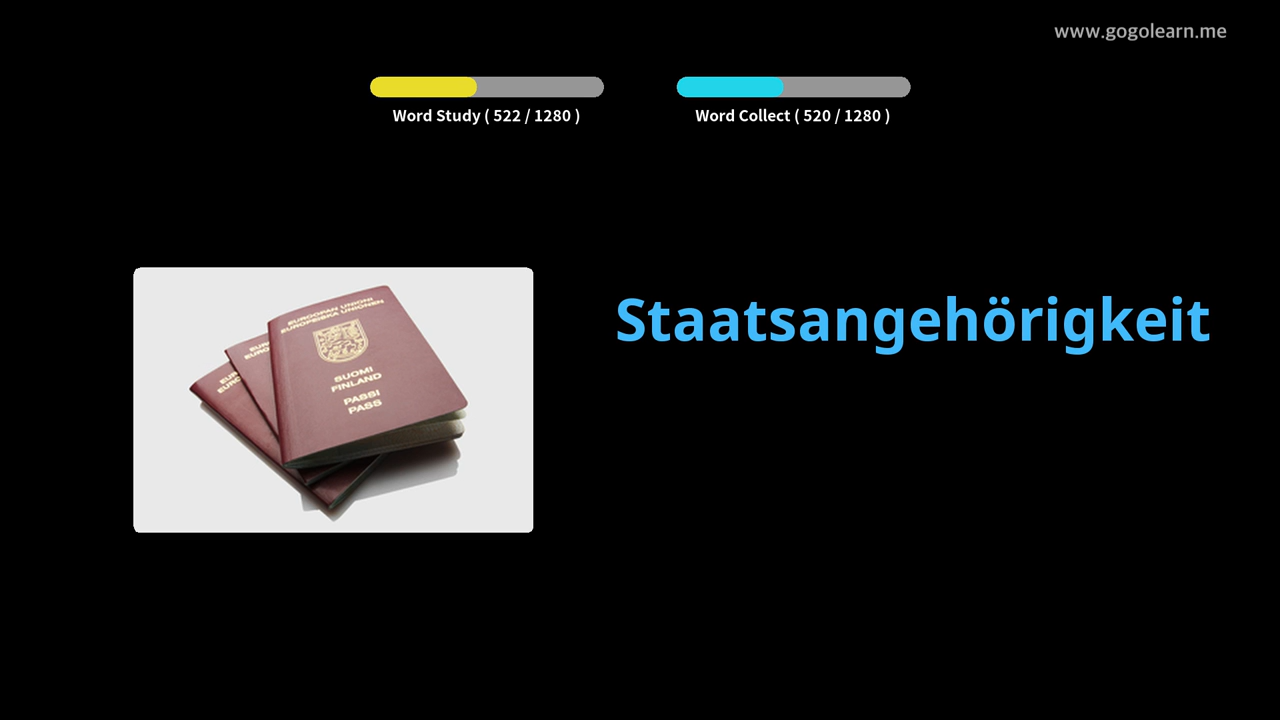 www.gogolearn.me
Word Study ( 522 / 1280 )
Word Collect ( 520 / 1280 )
Staatsangehörigkeit
EUROOPAN UNIONI
EUROPEISKA UNIONEN
SUOMI
FINLAND
PASSI
PASS